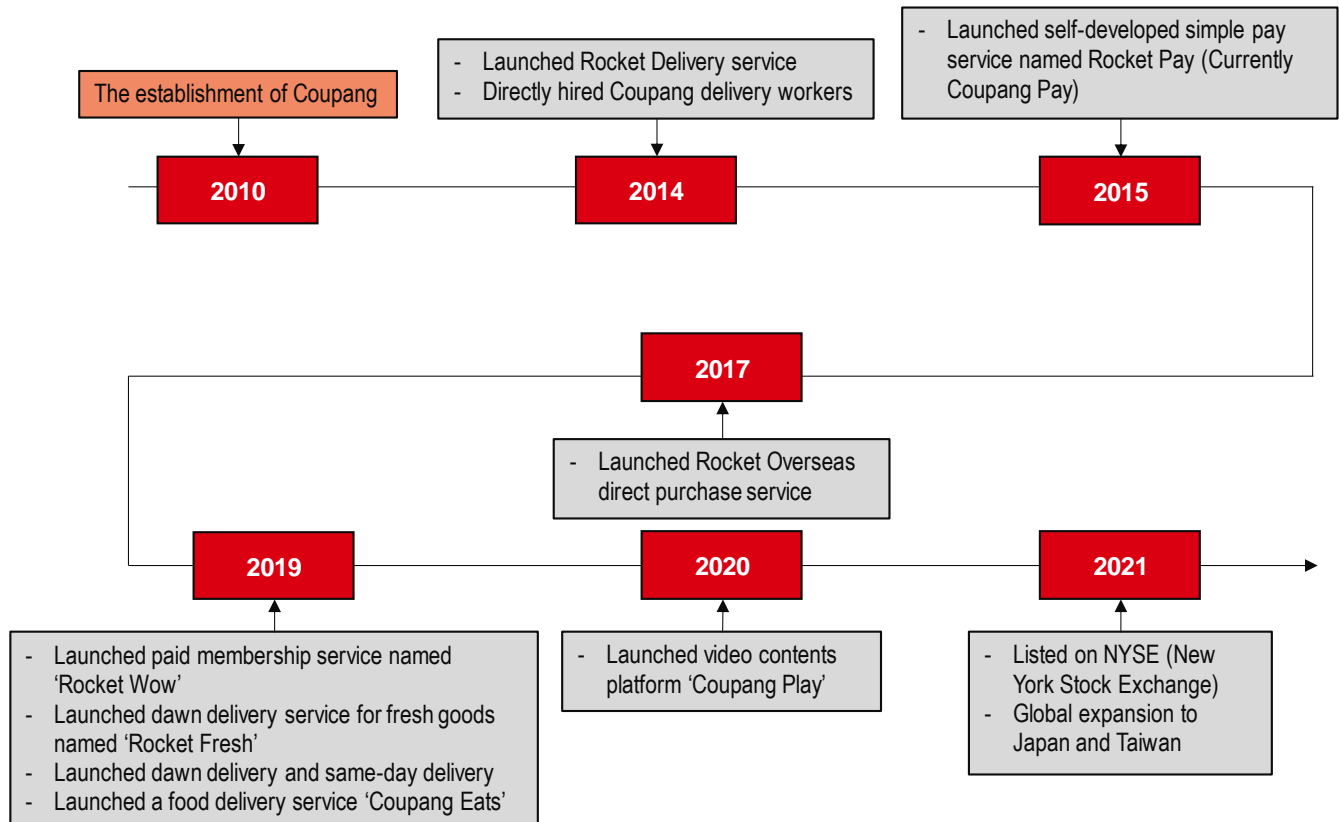 The establishment of Coupang
- Launched Rocket Delivery service
- Directly hired Coupang delivery workers
- Launched self-developed simple pay
service named Rocket Pay (Currently
Coupang Pay)
2010
2014
2015
2017
- Launched Rocket Overseas
direct purchase service
2019
2020
2021
- Launched paid membership service named
‘Rocket Wow’
- Launched dawn delivery service for fresh goods
named ‘Rocket Fresh’
- Launched dawn delivery and same-day delivery
- Launched a food delivery service ‘Coupang Eats’
- Launched video contents
platform ‘Coupang Play’
- Listed on NYSE (New
York Stock Exchange)
- Global expansion to
Japan and Taiwan